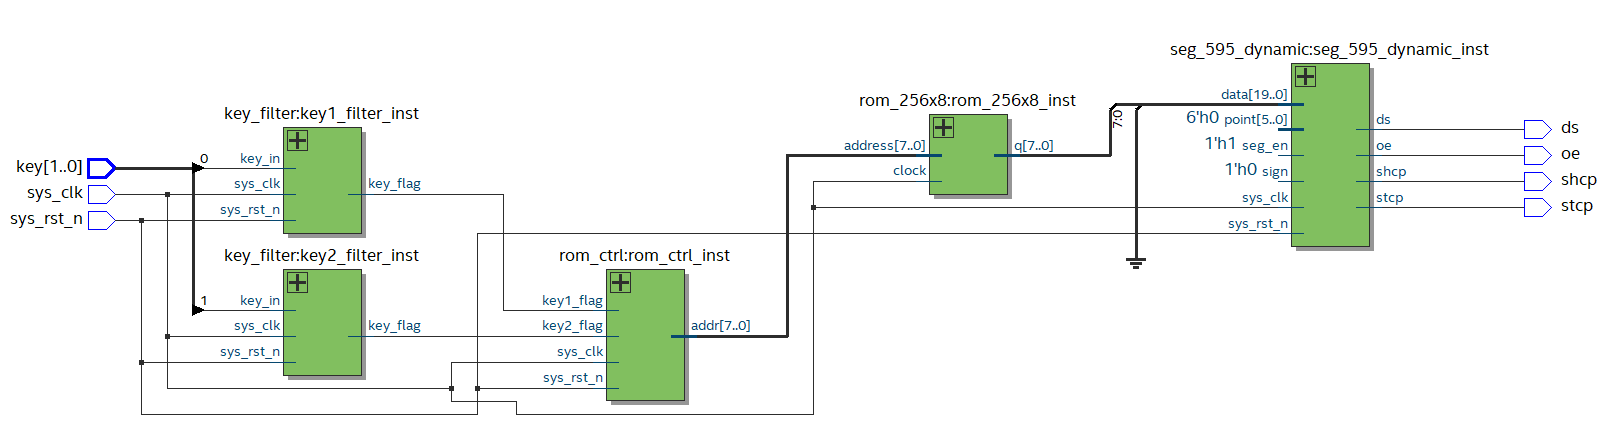 seg_595_dynamic:seg_595_dynamic_inst
data[19..0]
6'h0 point[5..0]
1'h1 seg_en
1'h0 sign
sys_clk
sys_rst_n
ds
oe
shcp
stcp
ds
oe
shcp
stcp
rom_256x8:rom_256x8_inst
address[7..0]
clock
q[7..0]
7:0
key_filter:key1_filter_inst
key[1..0]
sys_clk
sys_rst_n
0
key_in
sys_clk
sys_rst_n
key_flag
key_filter:key2_filter_inst
1
key_in
sys_clk
sys_rst_n
key_flag
rom_ctrl:rom_ctrl_inst
key1_flag
key2_flag
sys_clk
sys_rst_n
addr[7..0]